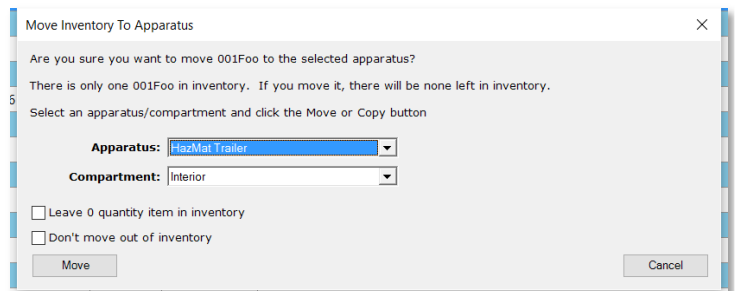 Move Inventory To Apparatus
Are you sure you want to move 001Foo to the selected apparatus?
There is only one 001Foo in inventory. If you move it, there will be none left in inventory.
6
Select an apparatus/compartment and click the Move or Copy button
Apparatus: HazMat Trailer
Compartment: Interior
Leave 0 quantity item in inventory
Don't move out of inventory
Move Cancel